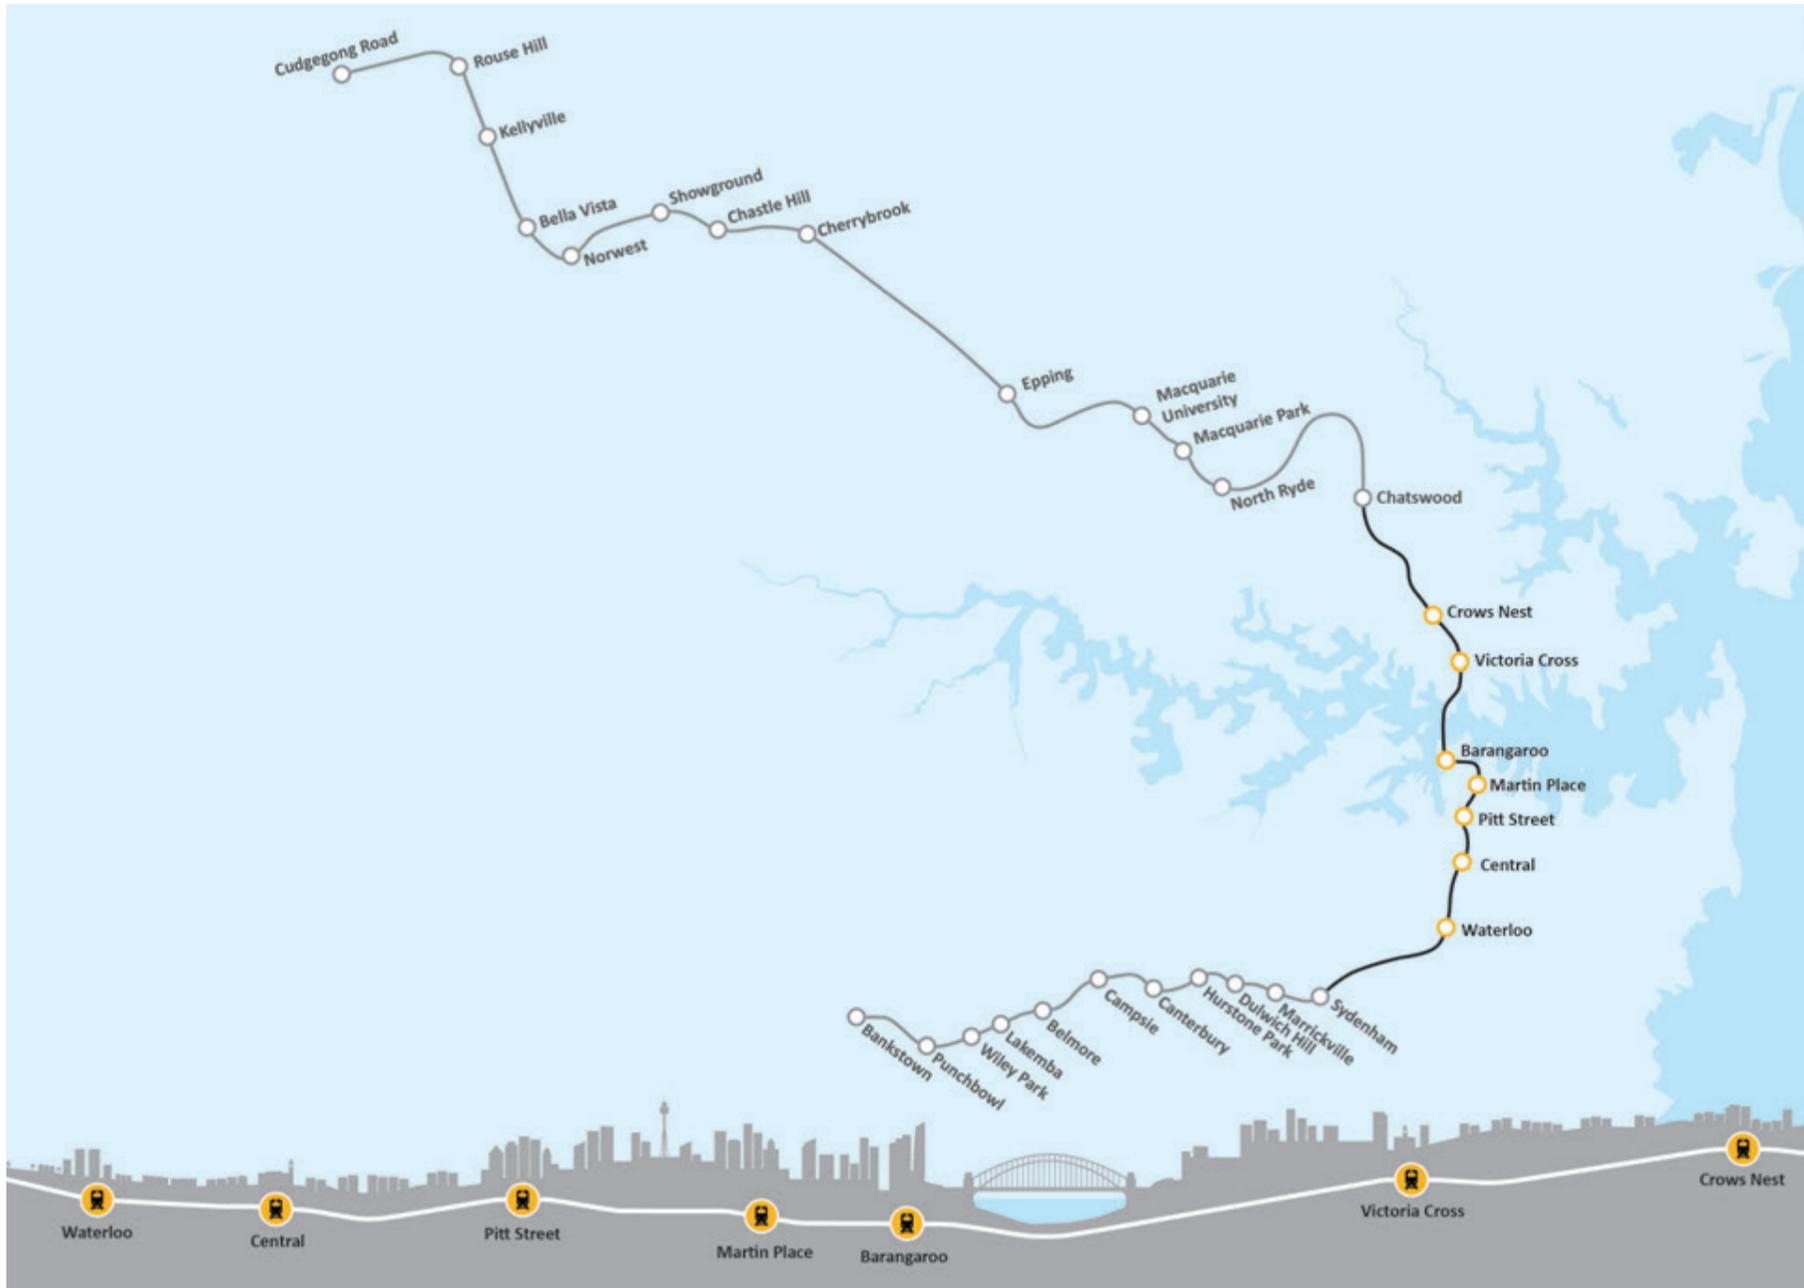 Cudgegong Road
Rouse Hill
Kellyville
Bella Vista
Norwest
Showground
Chastle Hill
Cherrybrook
Epping
Macquarie
University
Macquarie Park
North Ryde
Chatswood
Crows Nest
Victoria Cross
Barangaroo
Martin Place
Pitt Street
Central
Waterloo
Sydenham
Marrickville
Dulwich Hill
Hurstone Park
Canterbury
Campsie
Belmore
Lakemba
Wiley Park
Punchbowl
Bankstown
Waterloo
Central
Pitt Street
Martin Place
Barangaroo
Victoria Cross
Crows Nest